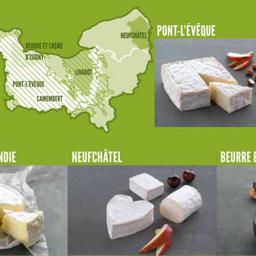 PONT-L'ÉVÊQUE
NEUFCHÂTEL
BEURRE ET CRÈME
D'ISIGNY
LIVAROT
PONT-L'ÉVÊQUE
CAMEMBERT
NDIE
NEUFCHÂTEL
BEURRE E